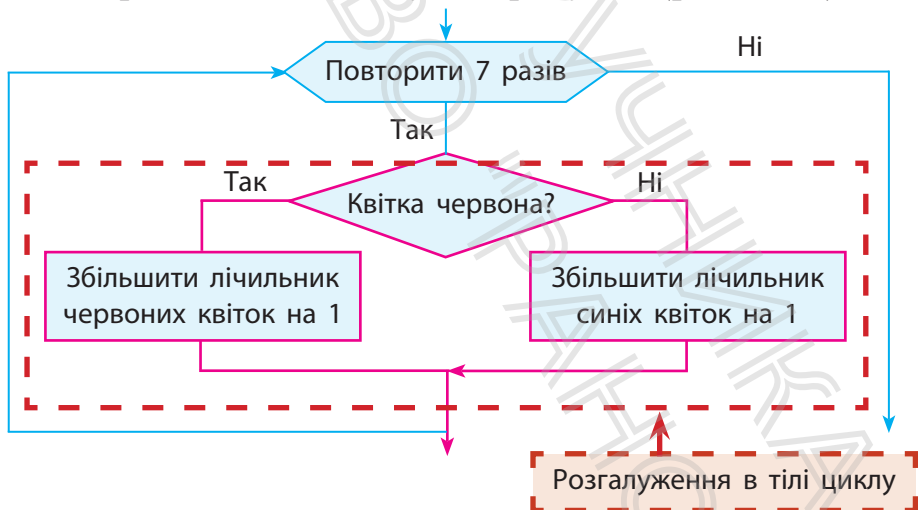 Повторити 7 разів
Ні
Так
Так
Квітка червона?
Ні
Збільшити лічильник
червоних квіток на 1
Збільшити лічильник
синіх квіток на 1
Розгалуження в тілі циклу